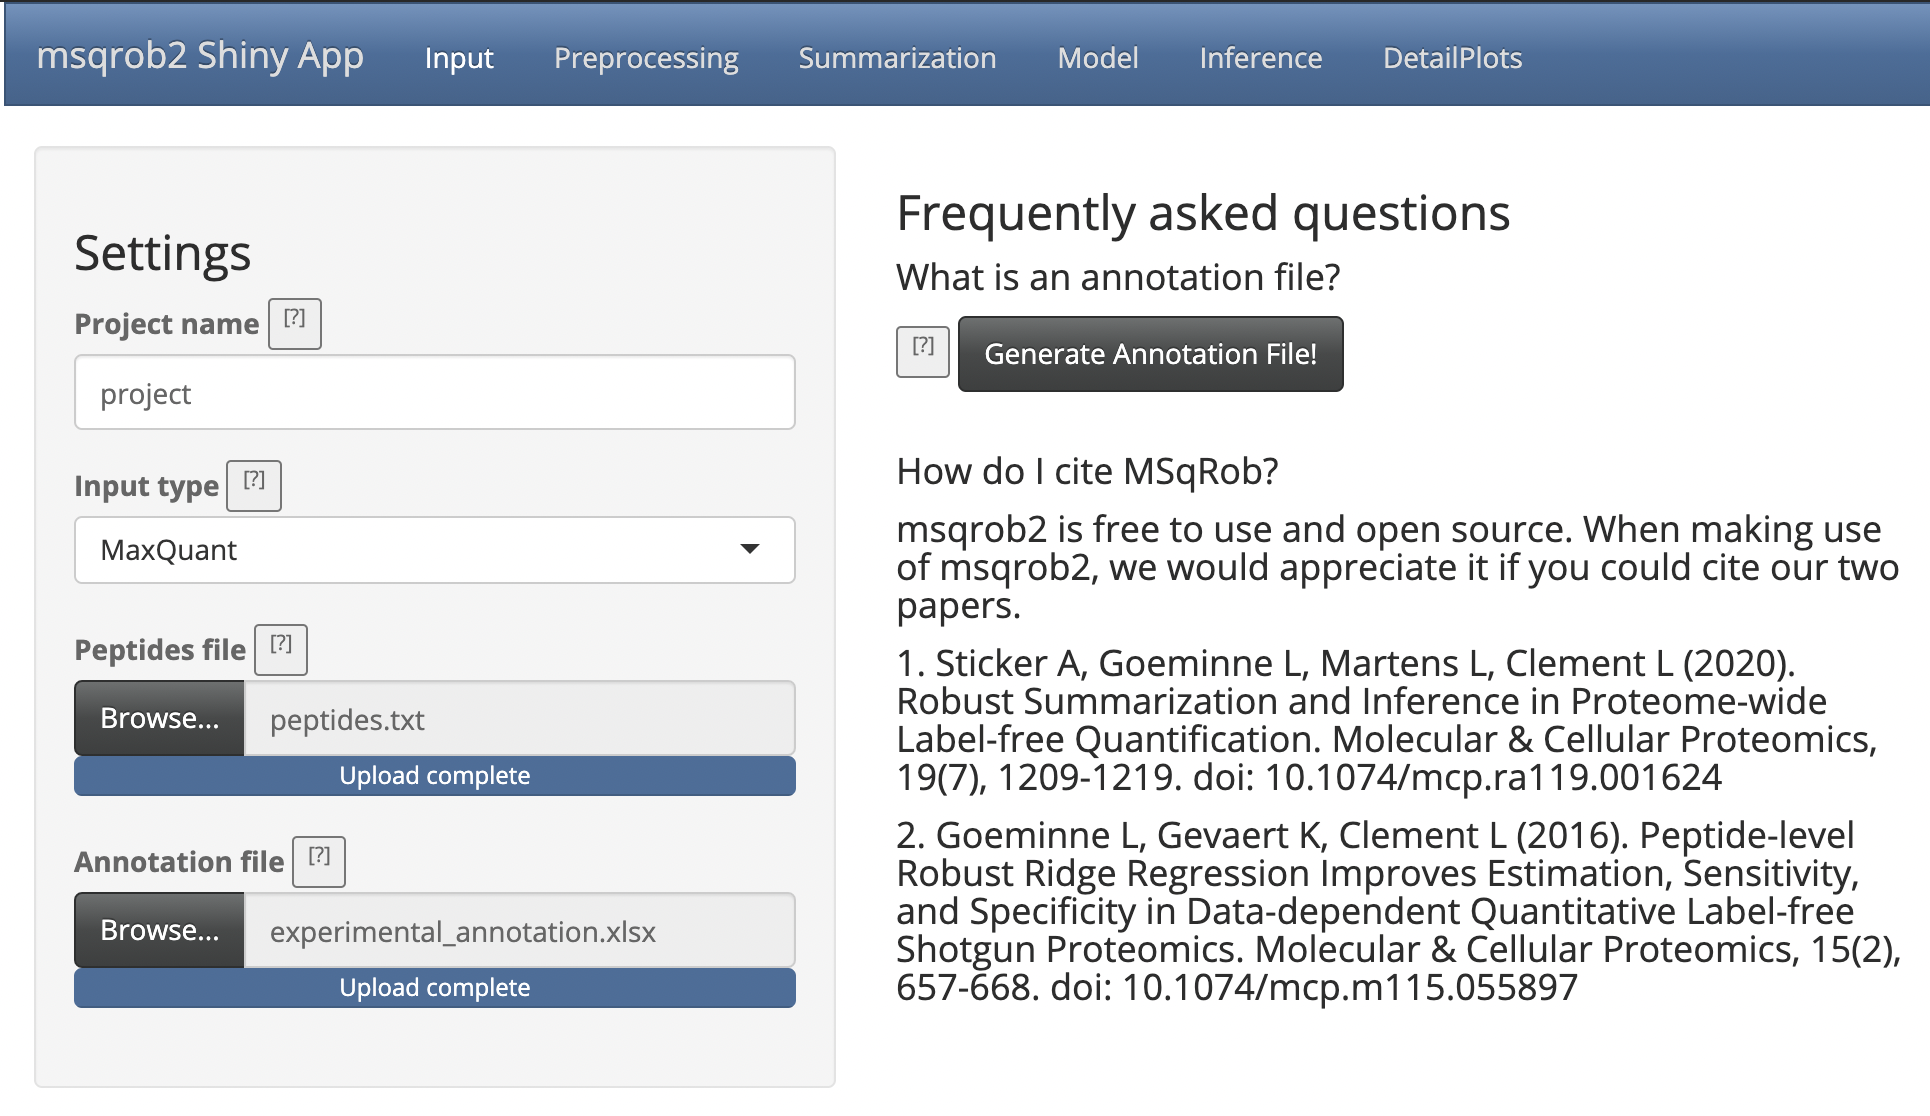 msqrob2 Shiny App Input Preprocessing Summarization Model Inference DetailPlots
Settings
Project name [?]
project
Input type [?]
MaxQuant
Peptides file [?]
Browse... peptides.txt
Upload complete
Annotation file [?]
Browse... experimental_annotation.xlsx
Upload complete
Frequently asked questions
What is an annotation file?
[?] Generate Annotation File!
How do I cite MSqRob?
msqrob2 is free to use and open source. When making use
of msqrob2, we would appreciate it if you could cite our two
papers.
1. Sticker A, Goeminne L, Martens L, Clement L (2020).
Robust Summarization and Inference in Proteome-wide
Label-free Quantification. Molecular & Cellular Proteomics,
19(7), 1209-1219. doi: 10.1074/mcp.ra119.001624
2. Goeminne L, Gevaert K, Clement L (2016). Peptide-level
Robust Ridge Regression Improves Estimation, Sensitivity,
and Specificity in Data-dependent Quantitative Label-free
Shotgun Proteomics. Molecular & Cellular Proteomics, 15(2),
657-668. doi: 10.1074/mcp.m115.055897